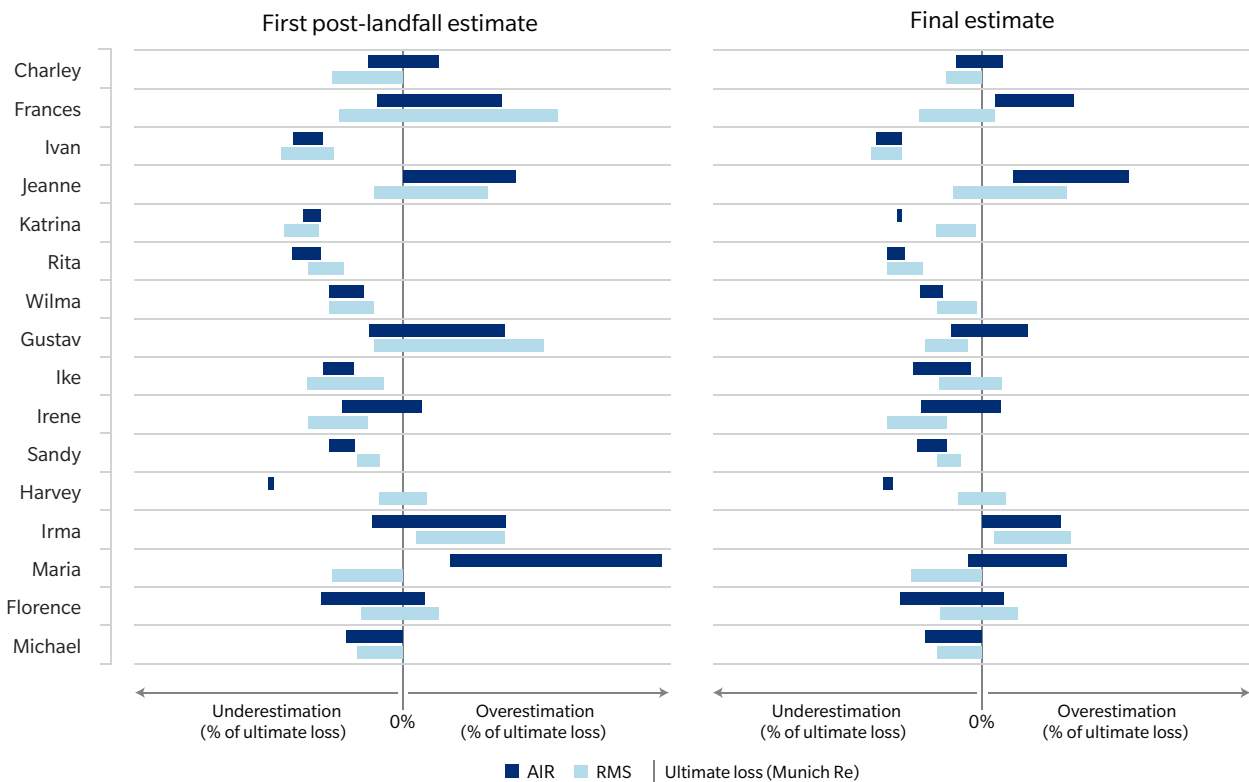 First post-landfall estimate
Final estimate
Charley
Frances
Ivan
Jeanne
Katrina
Rita
Wilma
Gustav
Ike
Irene
Sandy
Harvey
Irma
Maria
Florence
Michael
Underestimation
(% of ultimate loss)
0%
Overestimation
(% of ultimate loss)
Underestimation
(% of ultimate loss)
0%
Overestimation
(% of ultimate loss)
AIR RMS Ultimate loss (Munich Re)